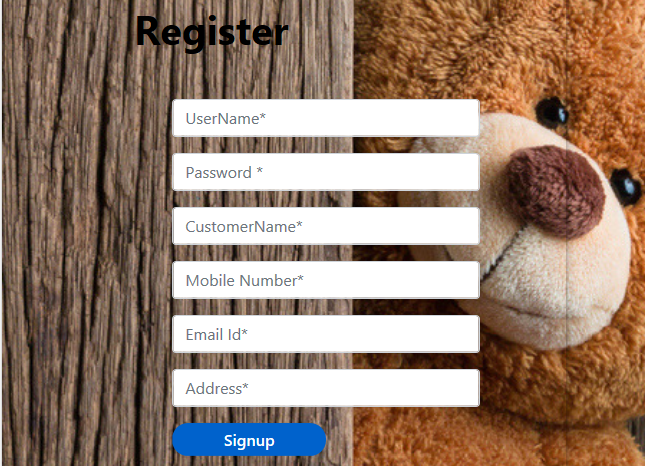 Register
UserName*
Password *
CustomerName*
Mobile Number*
Email Id*
Address*
Signup